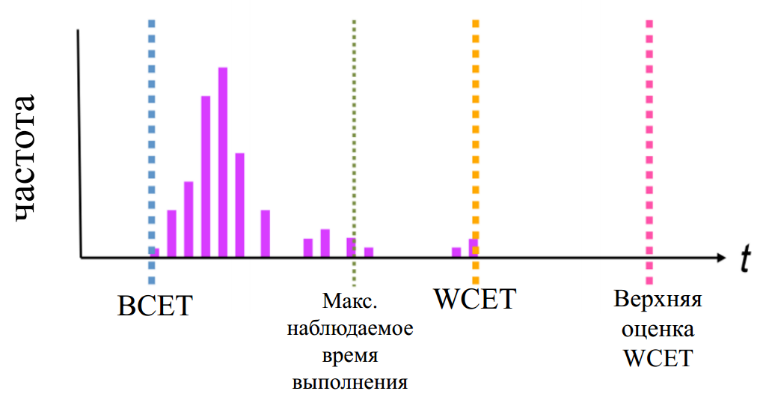 частота
t
BCET
Макс.
наблюдаемое
время
выполнения
WCET
Верхняя
оценка
WCET